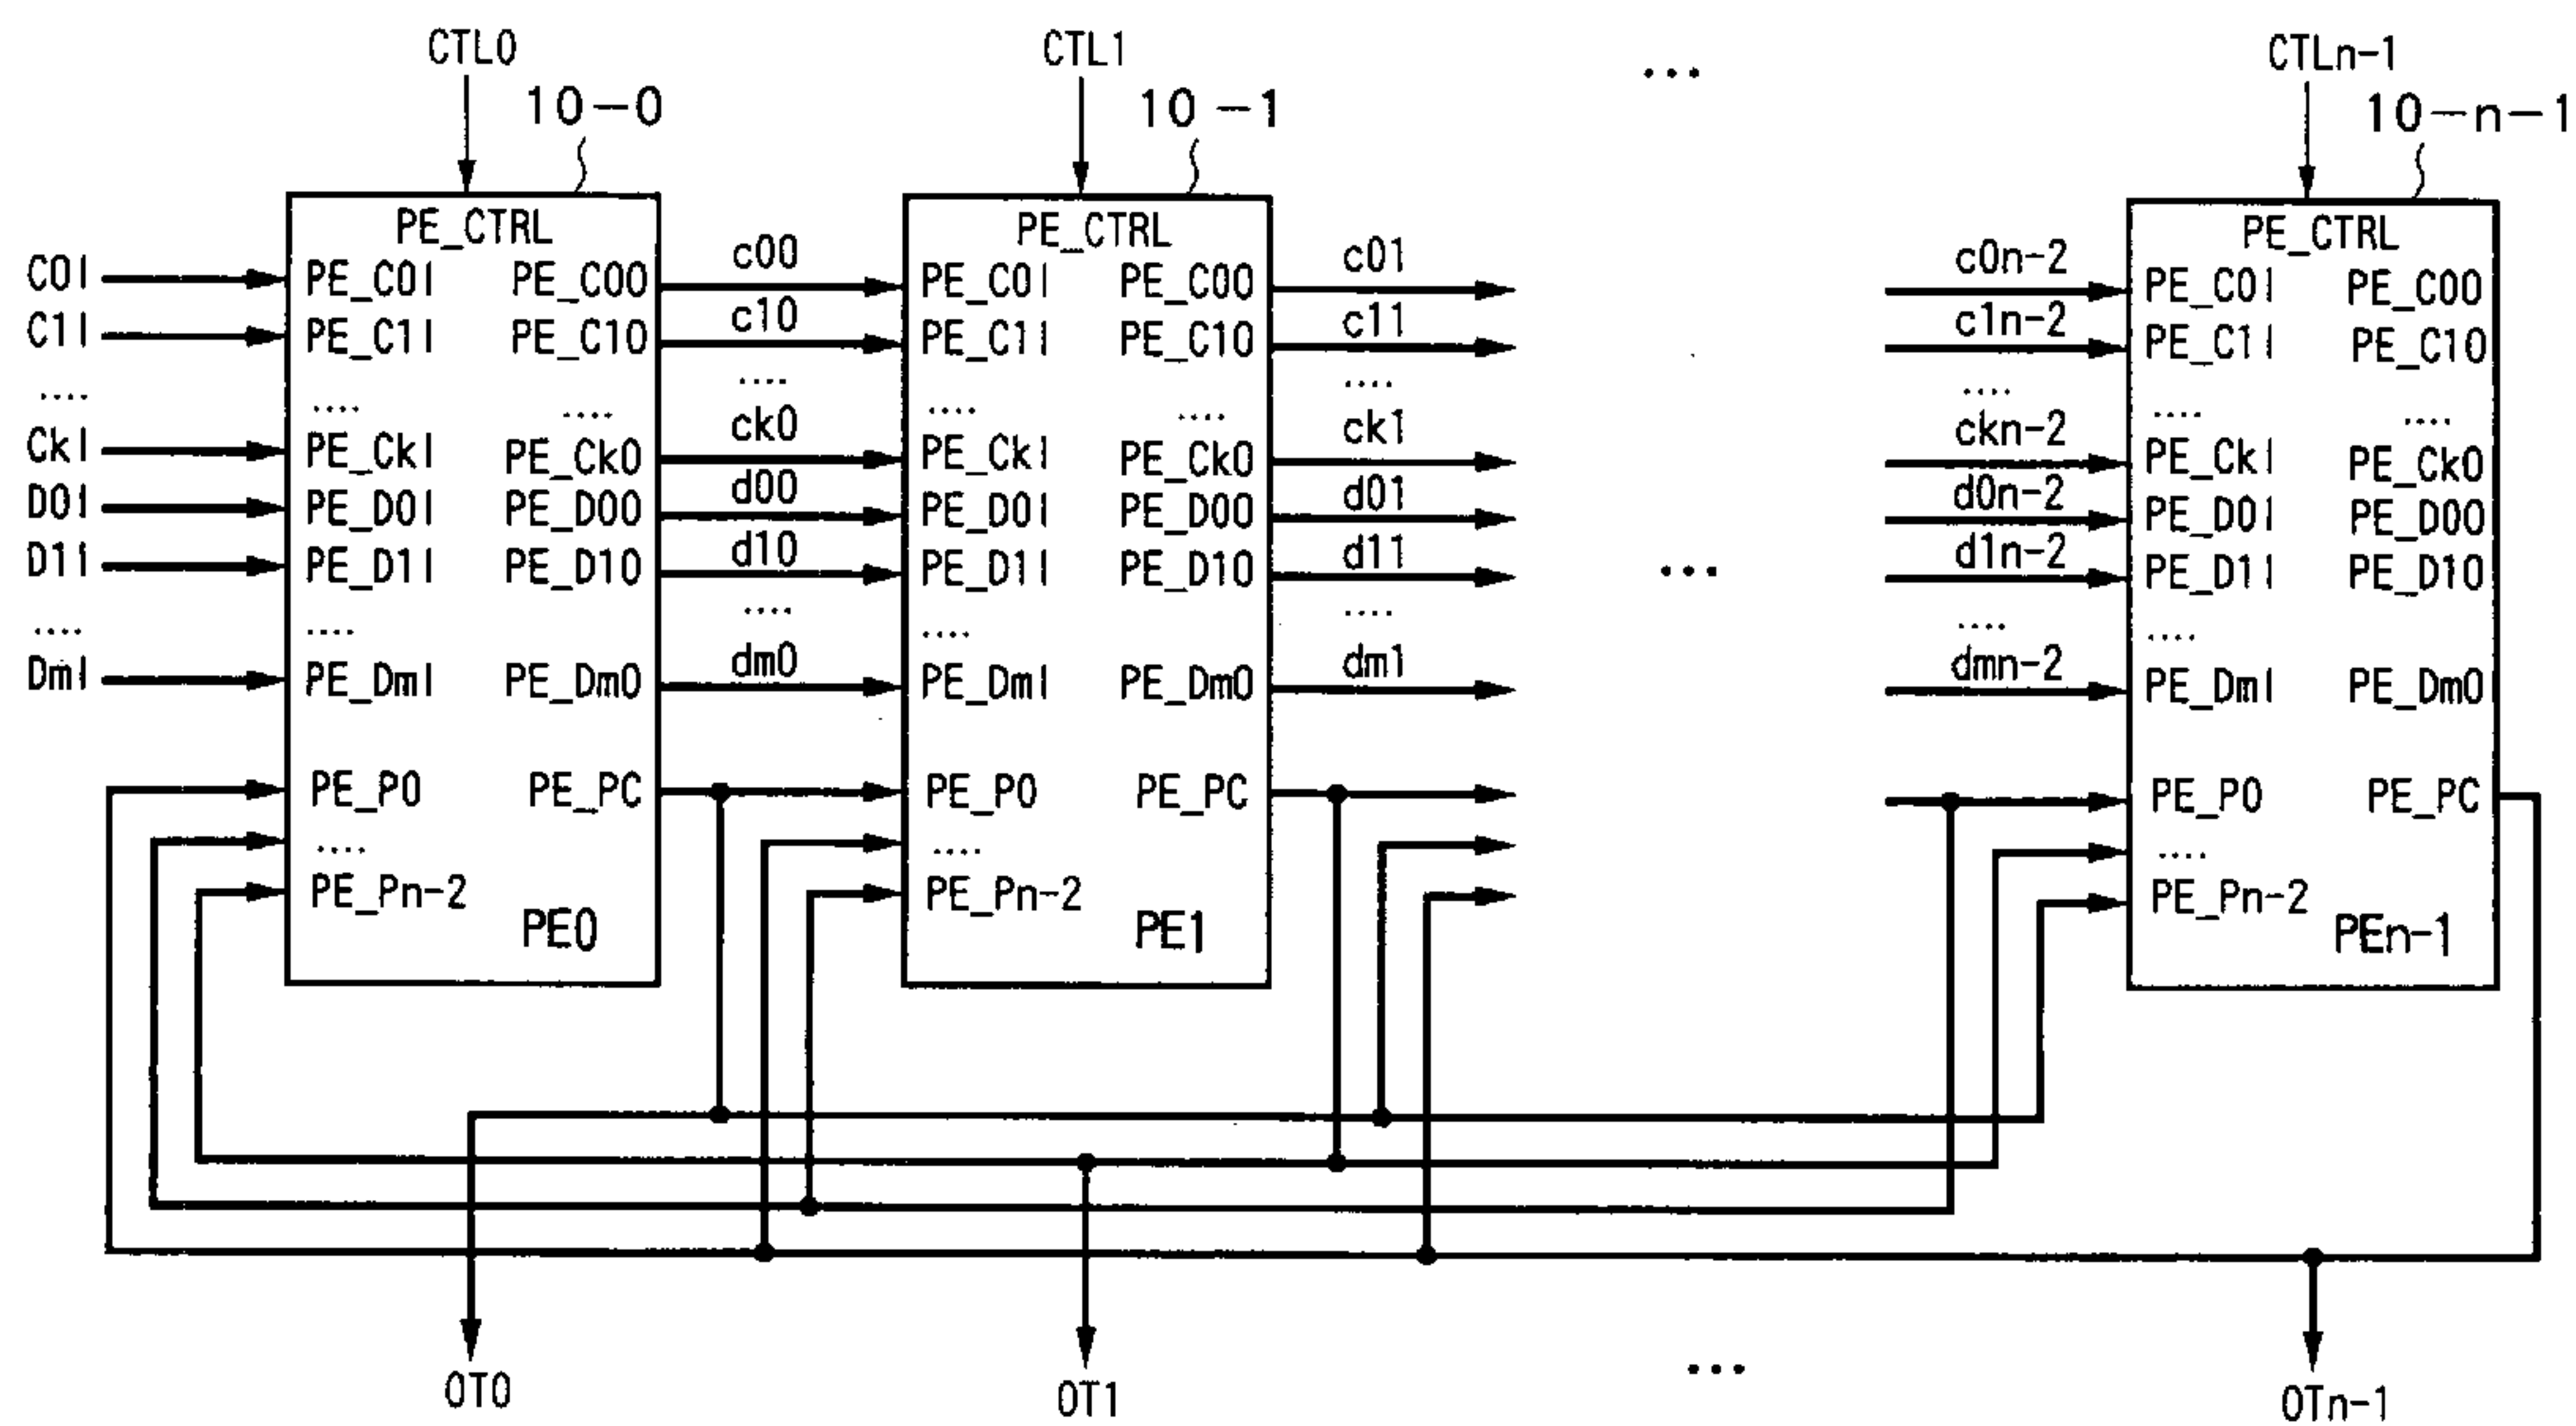 CTL0 CTL1 ... CTLn-1
10-0 10-1 10-n-1
PE_CTRL PE_CTRL PE_CTRL
C0I PE_C0I PE_C00 c00 PE_C0I PE_C00 c01 c0n-2 PE_C0I PE_C00
C1I PE_C1I PE_C10 c10 PE_C1I PE_C10 c11 c1n-2 PE_C1I PE_C10
.... .... .... .... .... .... .... .... .... ....
CkI PE_CkI PE_Ck0 ck0 PE_CkI PE_Ck0 ck1 ckn-2 PE_CkI PE_Ck0
D0I PE_D0I PE_D00 d00 PE_D0I PE_D00 d01 d0n-2 PE_D0I PE_D00
D1I PE_D1I PE_D10 d10 PE_D1I PE_D10 d11 ... d1n-2 PE_D1I PE_D10
.... .... .... .... .... .... ....
DmI PE_DmI PE_Dm0 dm0 PE_DmI PE_Dm0 dm1 dmn-2 PE_DmI PE_Dm0
PE_P0 PE_PC PE_P0 PE_PC PE_P0 PE_PC
.... .... ....
PE_Pn-2 PE_Pn-2 PE_Pn-2
PE0 PE1 PEn-1
OT0 OT1 ... OTn-1